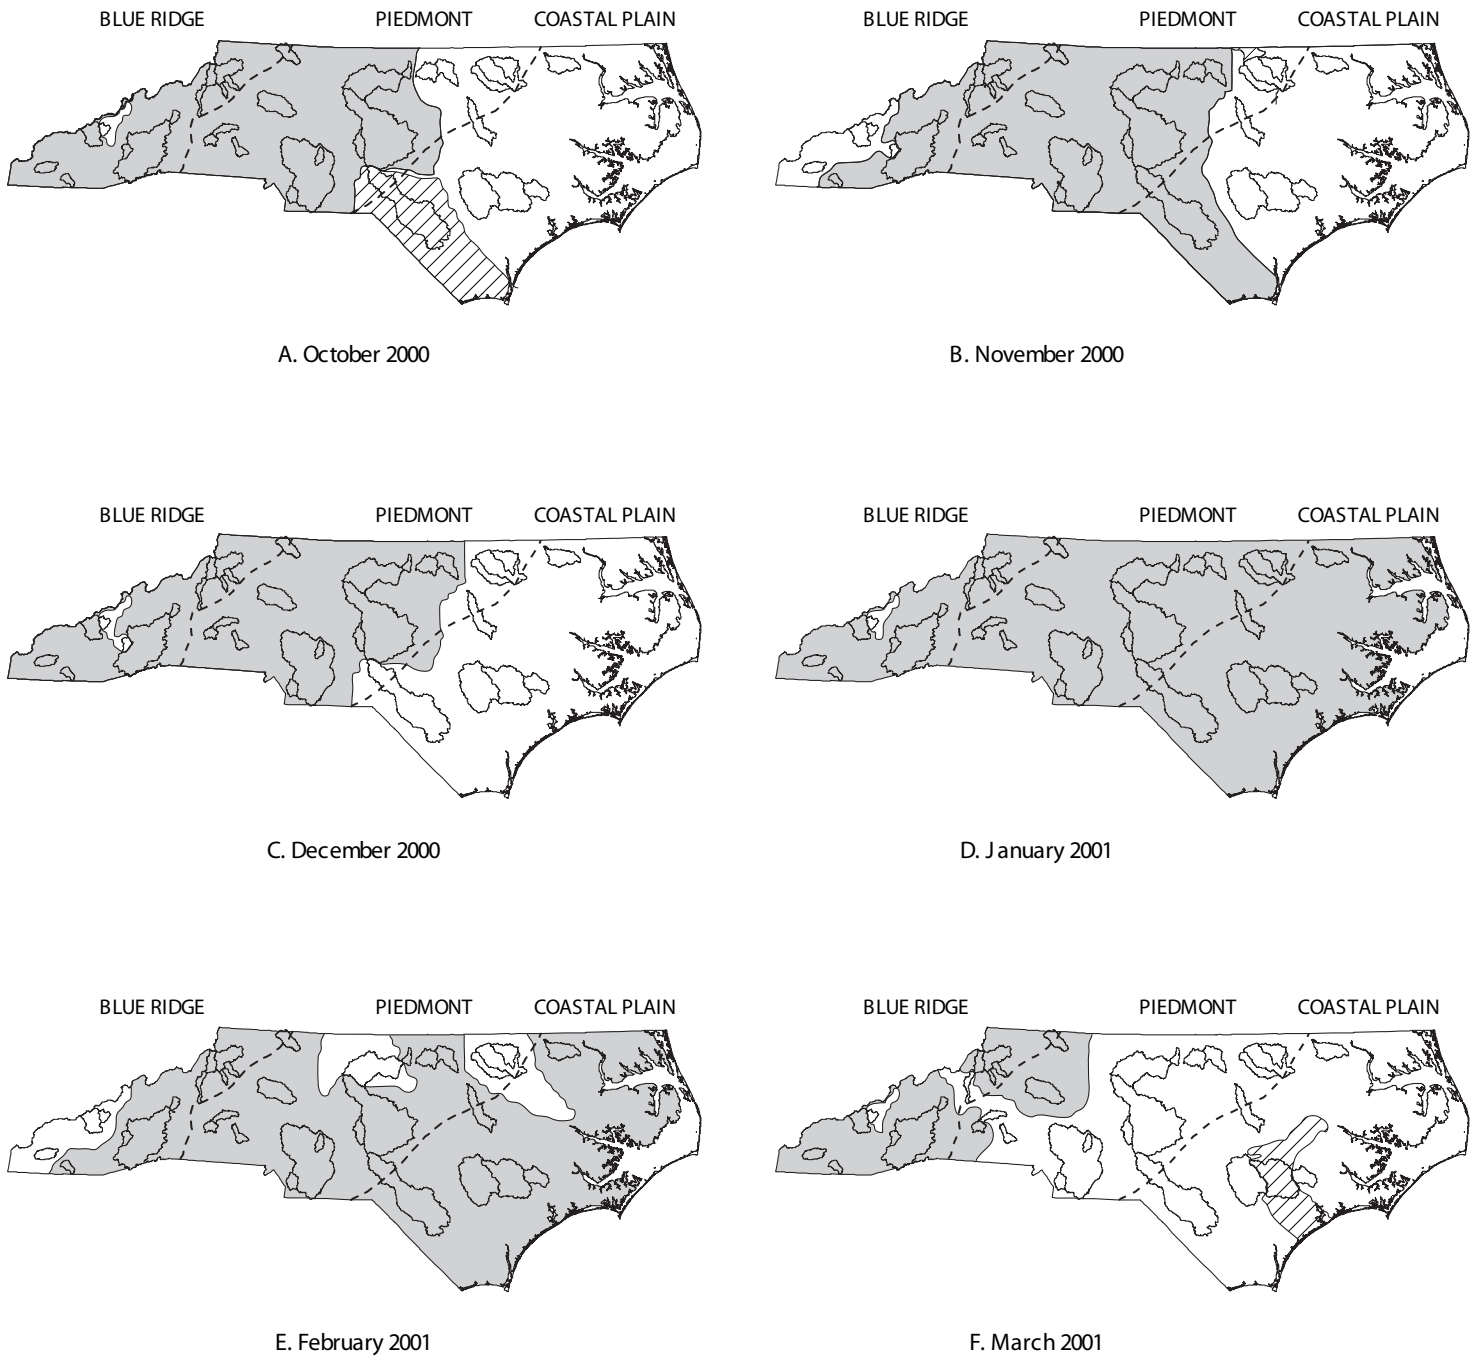 BLUE RIDGE PIEDMONT COASTAL PLAIN
BLUE RIDGE PIEDMONT COASTAL PLAIN
A. October 2000
B. November 2000
BLUE RIDGE PIEDMONT COASTAL PLAIN
BLUE RIDGE PIEDMONT COASTAL PLAIN
C. December 2000
D. January 2001
BLUE RIDGE PIEDMONT COASTAL PLAIN
BLUE RIDGE PIEDMONT COASTAL PLAIN
E. February 2001
F. March 2001